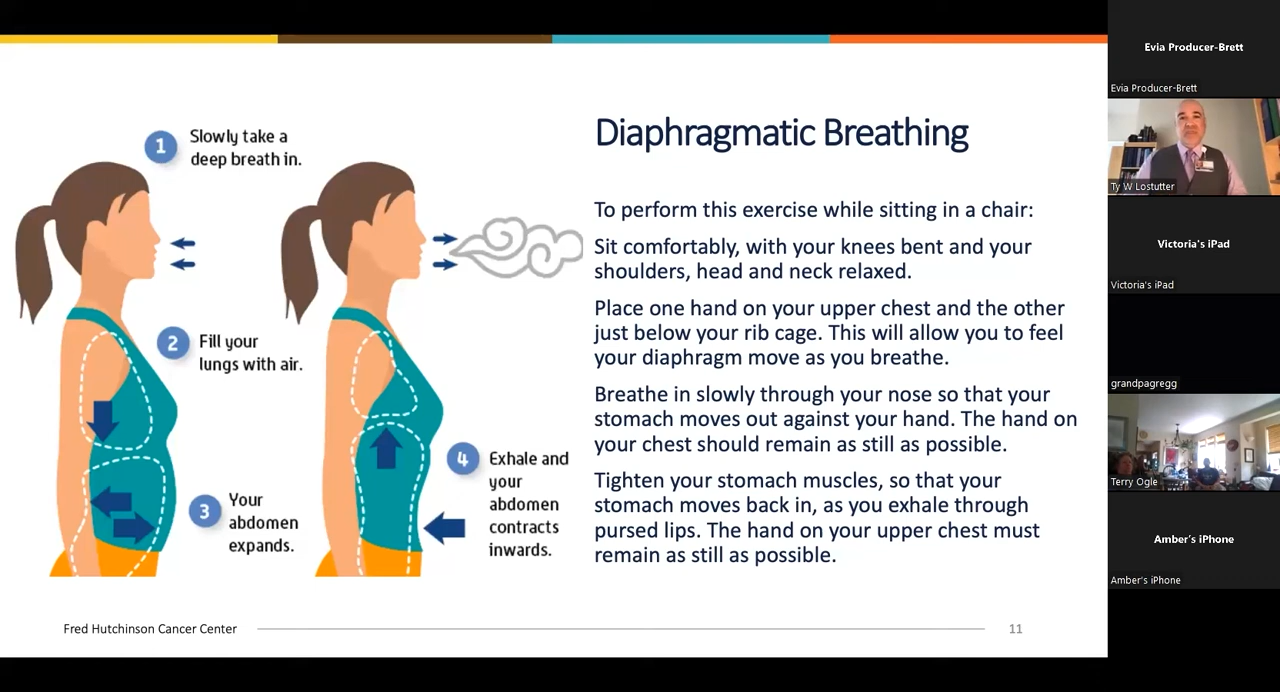 1
Slowly take a
deep breath in.
2
Fill your
lungs with air.
3
Your
abdomen
expands.
4
Exhale and
your
abdomen
contracts
inwards.
Diaphragmatic Breathing
To perform this exercise while sitting in a chair:
Sit comfortably, with your knees bent and your
shoulders, head and neck relaxed.
Place one hand on your upper chest and the other
just below your rib cage. This will allow you to feel
your diaphragm move as you breathe.
Breathe in slowly through your nose so that your
stomach moves out against your hand. The hand on
your chest should remain as still as possible.
Tighten your stomach muscles, so that your
stomach moves back in, as you exhale through
pursed lips. The hand on your upper chest must
remain as still as possible.
Fred Hutchinson Cancer Center
11
Evia Producer-Brett
Evia Producer-Brett
Ty W Lostutter
Victoria's iPad
Victoria's iPad
grandpagregg
Terry Ogle
Amber's iPhone
Amber's iPhone